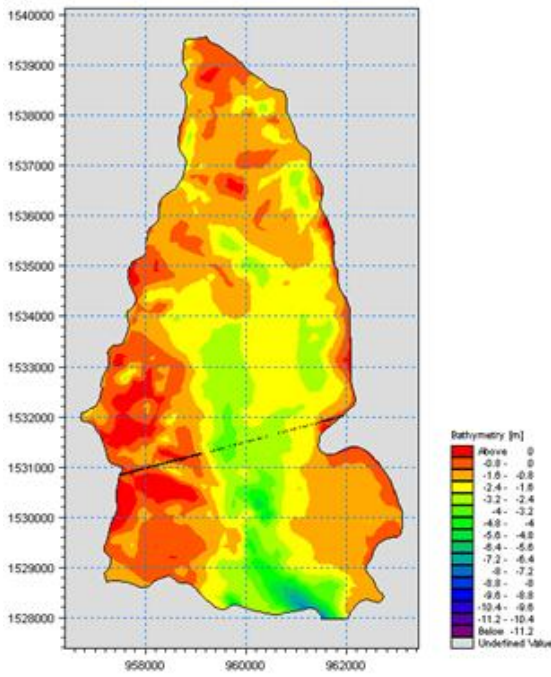 1540000
1539000
1538000
1537000
1536000
1535000
1534000
1533000
1532000
1531000
1530000
1529000
1528000
958000 960000 962000
Bathymetry [m]
Above 0
-0.8 - 0
-1.6 - -0.8
-2.4 - -1.6
-3.2 - -2.4
-4 - -3.2
-4.8 - -4
-5.6 - -4.8
-6.4 - -5.6
-7.2 - -6.4
-8 - -7.2
-8.8 - -8
-9.6 - -8.8
-10.4 - -9.6
-11.2 - -10.4
Below -11.2
Undefined Value